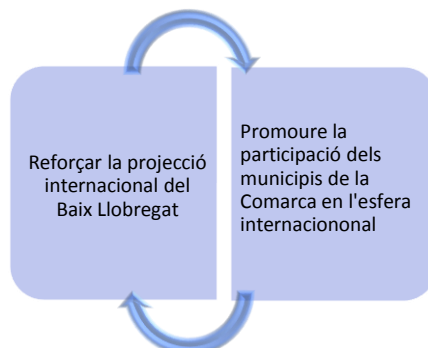 Reforçar la projecció
internacional del
Baix Llobregat
Promoure la
participació dels
municipis de la
Comarca en l'esfera
internaciononal